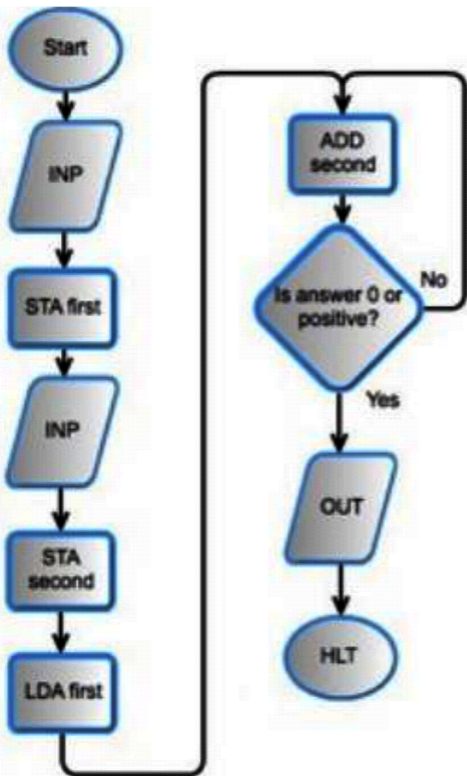 Start
INP
STA first
INP
STA
second
LDA first
ADD
second
Is answer 0 or
positive?
No
Yes
OUT
HLT